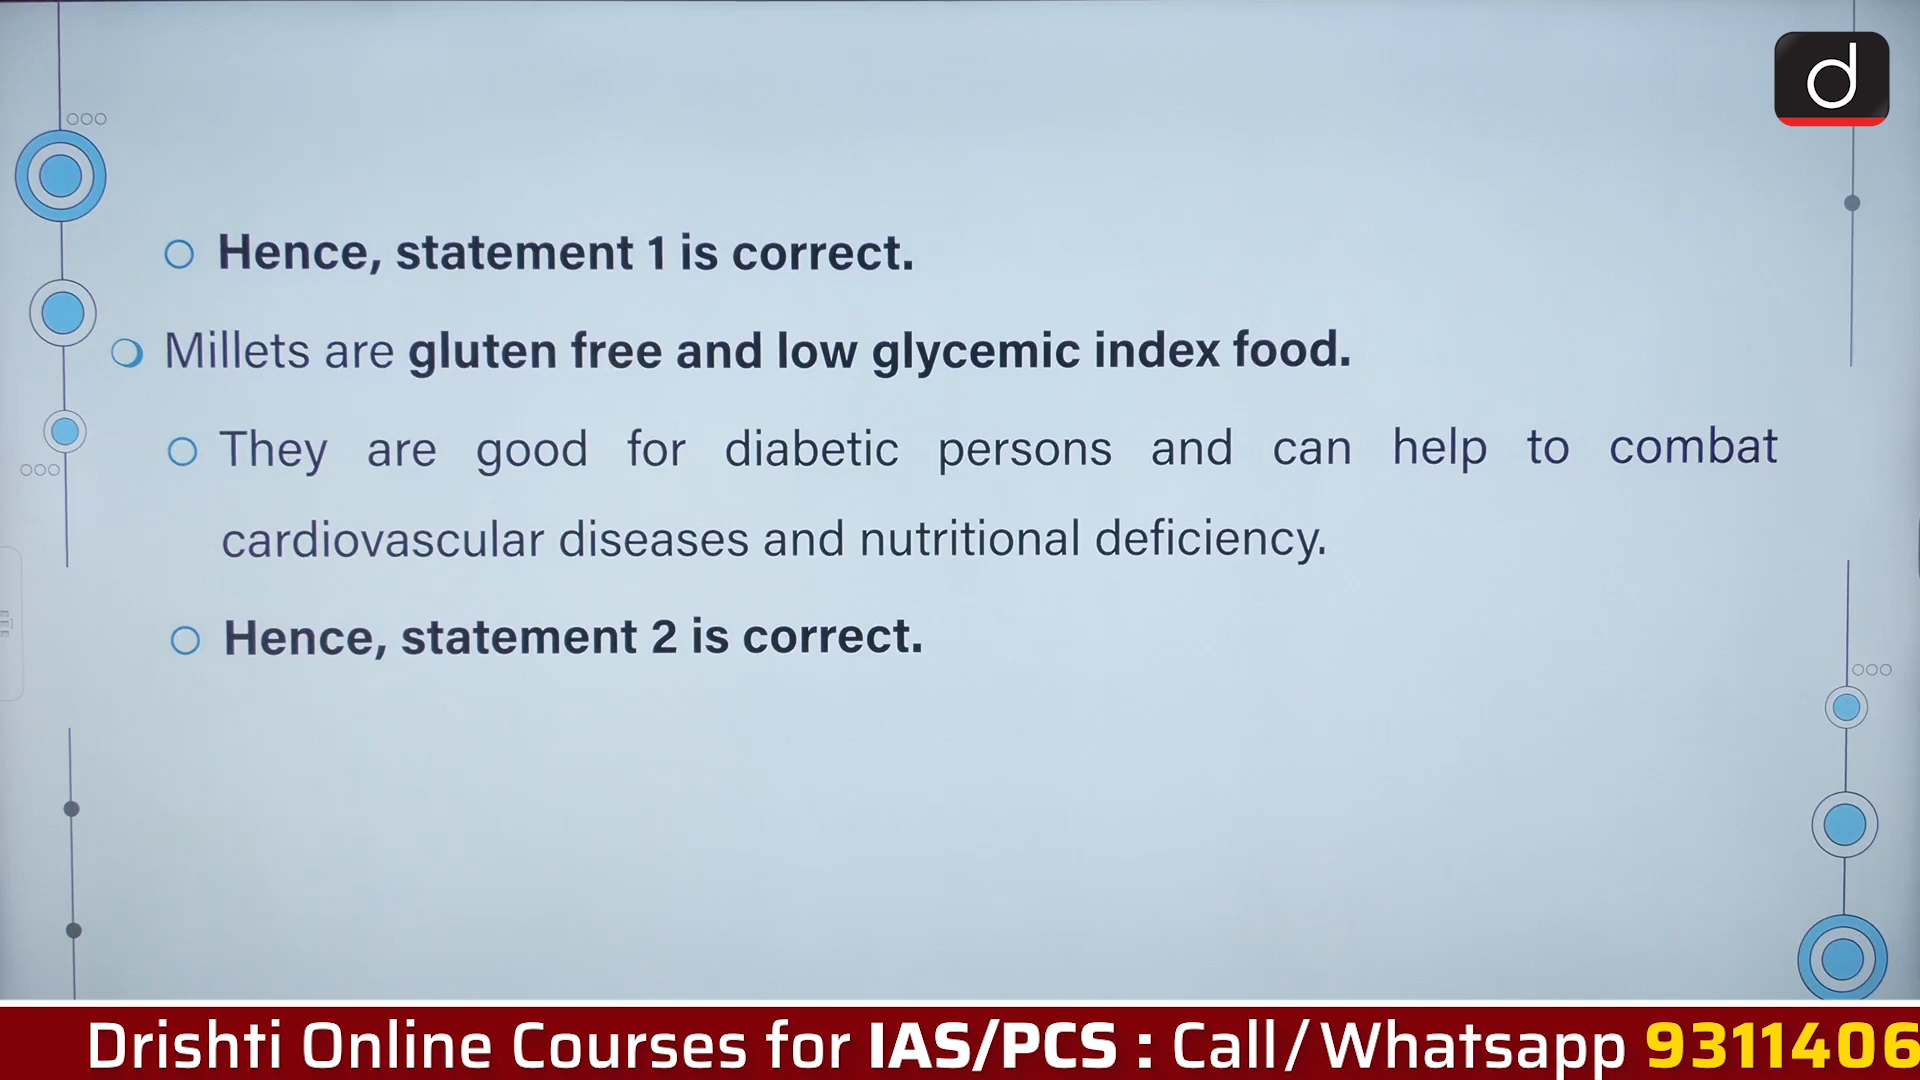 d
Hence, statement 1 is correct.
Millets are gluten free and low glycemic index food.
They are good for diabetic persons and can help to combat
cardiovascular diseases and nutritional deficiency.
Hence, statement 2 is correct.
Drishti Online Courses for IAS/PCS : Call/Whatsapp 9311406